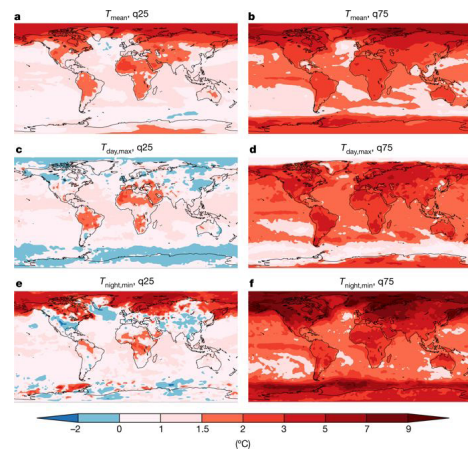 a T_mean, q25
b T_mean, q75
c T_day,max, q25
d T_day,max, q75
e T_night,min, q25
f T_night,min, q75
−2 0 1 1.5 2 3 5 7 9
(ºC)